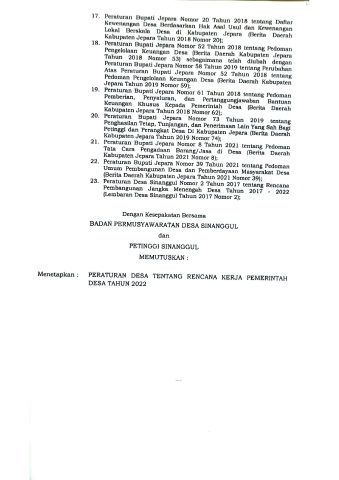 17. Peraturan Bupati Jepara Nomor 20 Tahun 2018 tentang Daftar
Kewenangan Desa Berdasarkan Hak Asal Usul dan Kewenangan
Lokal Berskala Desa di Kabupaten Jepara (Berita Daerah
Kabupaten Jepara Tahun 2018 Nomor 20);
18. Peraturan Bupati Jepara Nomor 52 Tahun 2018 tentang Pedoman
Pengelolaan Keuangan Desa (Berita Daerah Kabupaten Jepara
Tahun 2018 Nomor 53) sebagaimana telah diubah dengan
Peraturan Bupati Jepara Nomor 58 Tahun 2019 tentang Perubahan
Atas Peraturan Bupati Jepara Nomor 52 Tahun 2018 tentang
Pedoman Pengelolaan Keuangan Desa (Berita Daerah Kabupaten
Jepara Tahun 2019 Nomor 59);
19. Peraturan Bupati Jepara Nomor 61 Tahun 2018 tentang Pedoman
Pemberian, Penyaluran, dan Pertanggungjawaban Bantuan
Keuangan Khusus Kepada Pemerintah Desa (Berita Daerah
Kabupaten Jepara Tahun 2018 Nomor 62);
20. Peraturan Bupati Jepara Nomor 73 Tahun 2019 tentang
Penghasilan Tetap, Tunjangan, dan Penerimaan Lain Yang Sah Bagi
Petinggi dan Perangkat Desa Di Kabupaten Jepara (Berita Daerah
Kabupaten Jepara Tahun 2019 Nomor 74);
21. Peraturan Bupati Jepara Nomor 8 Tahun 2021 tentang Pedoman
Tata Cara Pengadaan Barang/Jasa di Desa (Berita Daerah
Kabupaten Jepara Tahun 2021 Nomor 8);
22. Peraturan Bupati Jepara Nomor 39 Tahun 2021 tentang Pedoman
Umum Pembangunan Desa dan Pemberdayaan Masyarakat Desa
(Berita Daerah Kabupaten Jepara Tahun 2021 Nomor 39);
23. Peraturan Desa Sinanggul Nomor 2 Tahun 2017 tentang Rencana
Pembangunan Jangka Menengah Desa Tahun 2017 - 2022
(Lembaran Desa Sinanggul Tahun 2017 Nomor 2);
Dengan Kesepakatan Bersama
BADAN PERMUSYAWARATAN DESA SINANGGUL
dan
PETINGGI SINANGGUL
MEMUTUSKAN :
Menetapkan : PERATURAN DESA TENTANG RENCANA KERJA PEMERINTAH
DESA TAHUN 2022